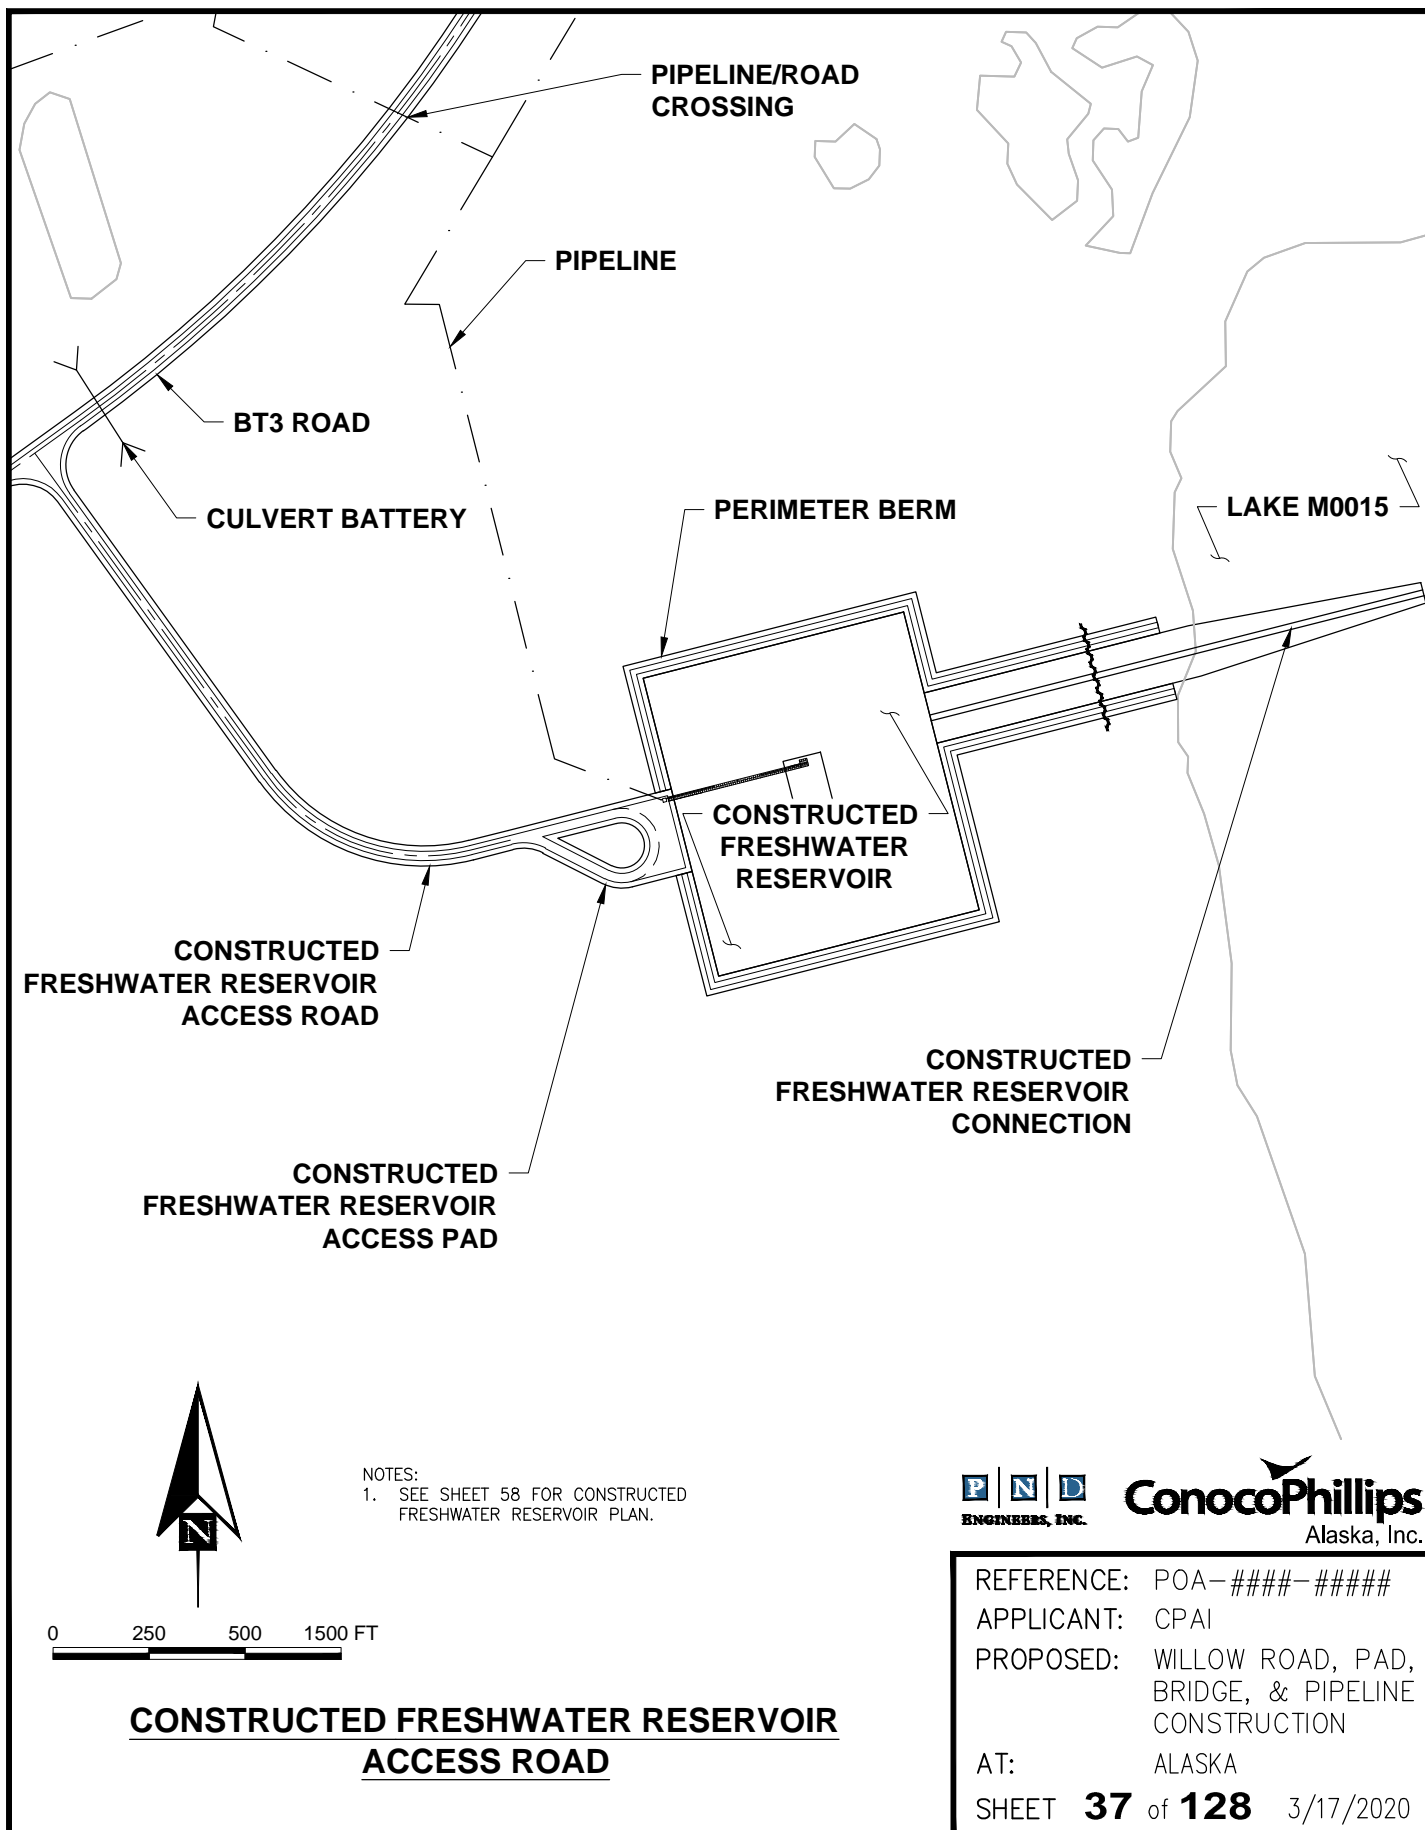 PIPELINE/ROAD
CROSSING
PIPELINE
BT3 ROAD
CULVERT BATTERY
PERIMETER BERM
LAKE M0015
CONSTRUCTED
FRESHWATER
RESERVOIR
CONSTRUCTED
FRESHWATER RESERVOIR
ACCESS ROAD
CONSTRUCTED
FRESHWATER RESERVOIR
CONNECTION
CONSTRUCTED
FRESHWATER RESERVOIR
ACCESS PAD
N
NOTES:
1. SEE SHEET 58 FOR CONSTRUCTED
FRESHWATER RESERVOIR PLAN.
0 250 500 1500 FT
CONSTRUCTED FRESHWATER RESERVOIR
ACCESS ROAD
P N D
ENGINEERS, INC.
ConocoPhillips
Alaska, Inc.
REFERENCE: POA-####-#####
APPLICANT: CPAI
PROPOSED: WILLOW ROAD, PAD,
BRIDGE, & PIPELINE
CONSTRUCTION
AT: ALASKA
SHEET 37 of 128 3/17/2020